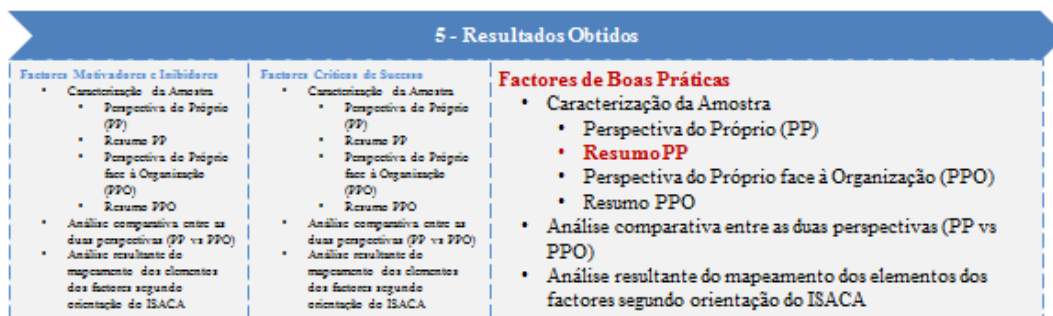 5 - Resultados Obtidos
Factores Motivadores e Inibidores
• Caracterização da Amostra
• Perspectiva do Próprio
(PP)
• Resumo PP
• Perspectiva do Próprio
face à Organização
(PPO)
• Resumo PPO
• Análise comparativa entre as
duas perspectivas (PP vs PPO)
• Análise resultante do
mapeamento dos elementos
dos factores segundo
orientação do ISACA
Factores Críticos de Sucesso
• Caracterização da Amostra
• Perspectiva do Próprio
(PP)
• Resumo PP
• Perspectiva do Próprio
face à Organização
(PPO)
• Resumo PPO
• Análise comparativa entre as
duas perspectivas (PP vs PPO)
• Análise resultante do
mapeamento dos elementos
dos factores segundo
orientação do ISACA
Factores de Boas Práticas
• Caracterização da Amostra
• Perspectiva do Próprio (PP)
• Resumo PP
• Perspectiva do Próprio face à Organização (PPO)
• Resumo PPO
• Análise comparativa entre as duas perspectivas (PP vs
PPO)
• Análise resultante do mapeamento dos elementos dos
factores segundo orientação do ISACA